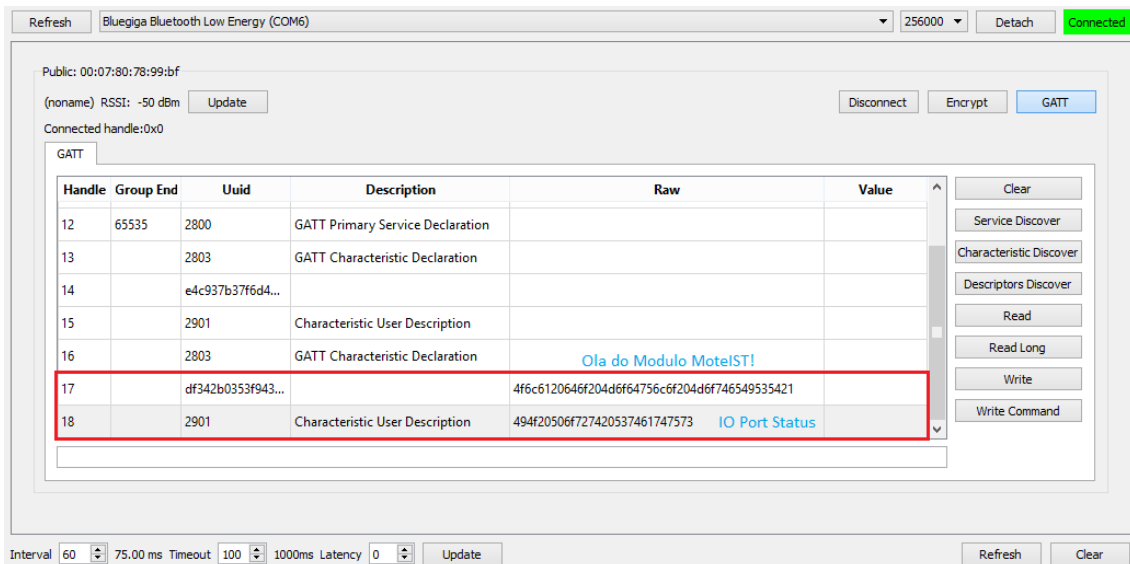 Refresh Bluegiga Bluetooth Low Energy (COM6) 256000 Detach Connected
Public: 00:07:80:78:99:bf
(noname) RSSI: -50 dBm Update Disconnect Encrypt GATT
Connected handle:0x0
GATT
Handle Group End Uuid Description Raw Value Clear
12 65535 2800 GATT Primary Service Declaration Service Discover
13 2803 GATT Characteristic Declaration Characteristic Discover
14 e4c937b37f6d4... Descriptors Discover
15 2901 Characteristic User Description Read
16 2803 GATT Characteristic Declaration Ola do Modulo MoteIST! Read Long
17 df342b0353f943... 4f6c6120646f204d6f64756c6f204d6f746549535421 Write
18 2901 Characteristic User Description 494f20506f727420537461747573 IO Port Status Write Command
Interval 60 75.00 ms Timeout 100 1000ms Latency 0 Update Refresh Clear